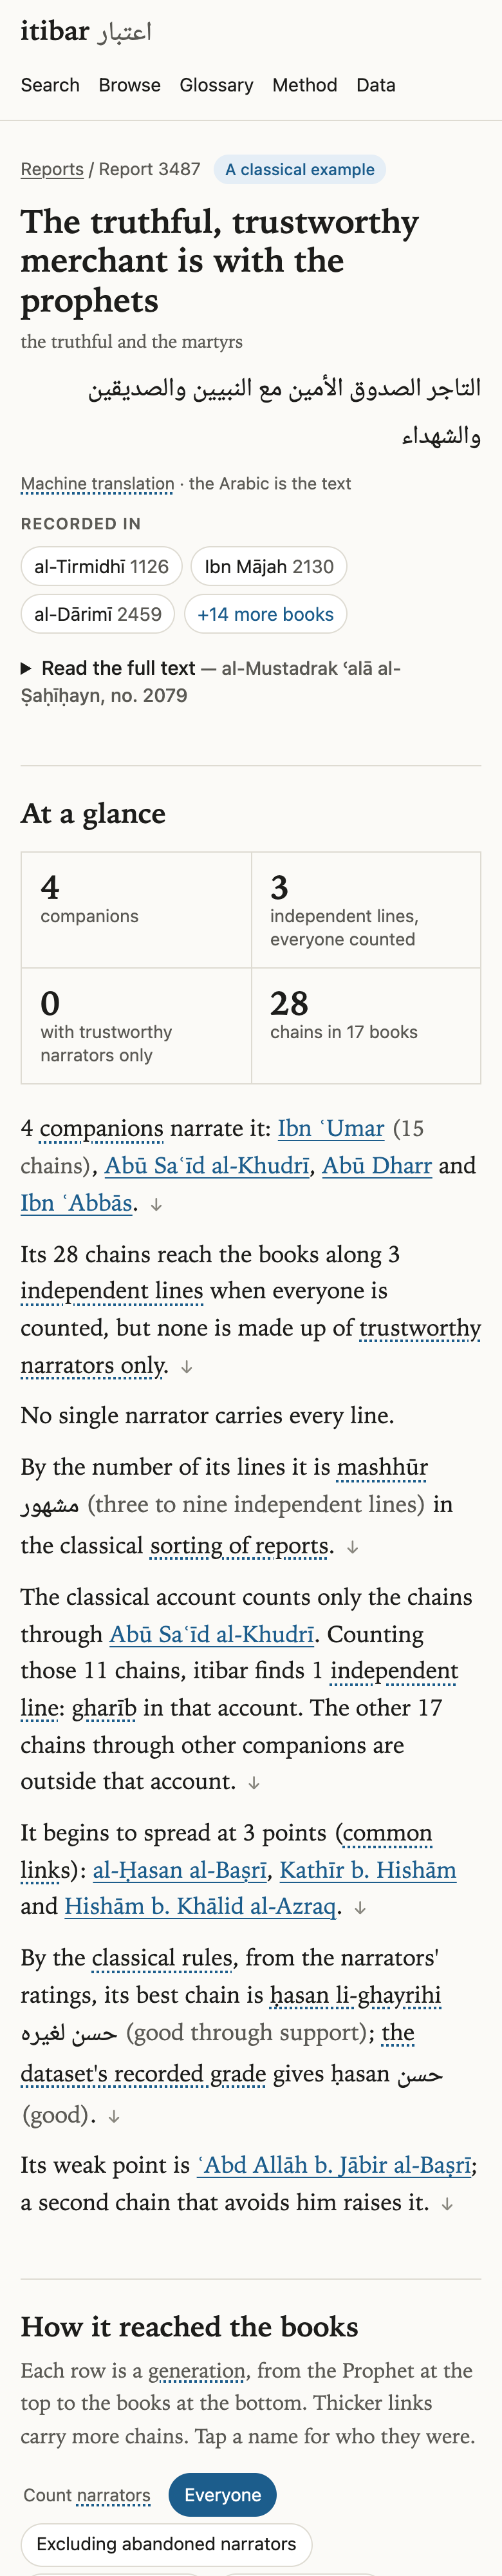 itibar اعتبار
Search Browse Glossary Method Data
Reports / Report 3487 A classical example
The truthful, trustworthy
merchant is with the
prophets
the truthful and the martyrs
التاجر الصدوق الأمين مع النبيين والصديقين
والشهداء
Machine translation · the Arabic is the text
RECORDED IN
al-Tirmidhī 1126 Ibn Mājah 2130
al-Dārimī 2459 +14 more books
▶ Read the full text — al-Mustadrak ʿalā al-
Ṣaḥīḥayn, no. 2079
At a glance
4
companions
3
independent lines,
everyone counted
0
with trustworthy
narrators only
28
chains in 17 books
4 companions narrate it: Ibn ʿUmar (15
chains), Abū Saʿīd al-Khudrī, Abū Dharr and
Ibn ʿAbbās. ↓
Its 28 chains reach the books along 3
independent lines when everyone is
counted, but none is made up of trustworthy
narrators only. ↓
No single narrator carries every line.
By the number of its lines it is mashhūr
مشهور (three to nine independent lines) in
the classical sorting of reports. ↓
The classical account counts only the chains
through Abū Saʿīd al-Khudrī. Counting
those 11 chains, itibar finds 1 independent
line: gharīb in that account. The other 17
chains through other companions are
outside that account. ↓
It begins to spread at 3 points (common
links): al-Ḥasan al-Baṣrī, Kathīr b. Hishām
and Hishām b. Khālid al-Azraq. ↓
By the classical rules, from the narrators'
ratings, its best chain is ḥasan li-ghayrihi
حسن لغيره (good through support); the
dataset's recorded grade gives ḥasan حسن
(good). ↓
Its weak point is ʿAbd Allāh b. Jābir al-Baṣrī;
a second chain that avoids him raises it. ↓
How it reached the books
Each row is a generation, from the Prophet at the
top to the books at the bottom. Thicker links
carry more chains. Tap a name for who they were.
Count narrators Everyone
Excluding abandoned narrators